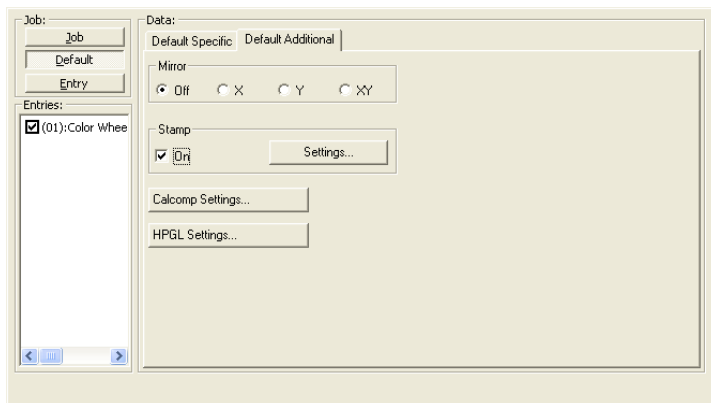 Job:
Job
Default
Entry
Entries:
(01):Color Whee
Data:
Default Specific
Default Additional
Mirror
Off
X
Y
XY
Stamp
On
Settings...
Calcomp Settings...
HPGL Settings...